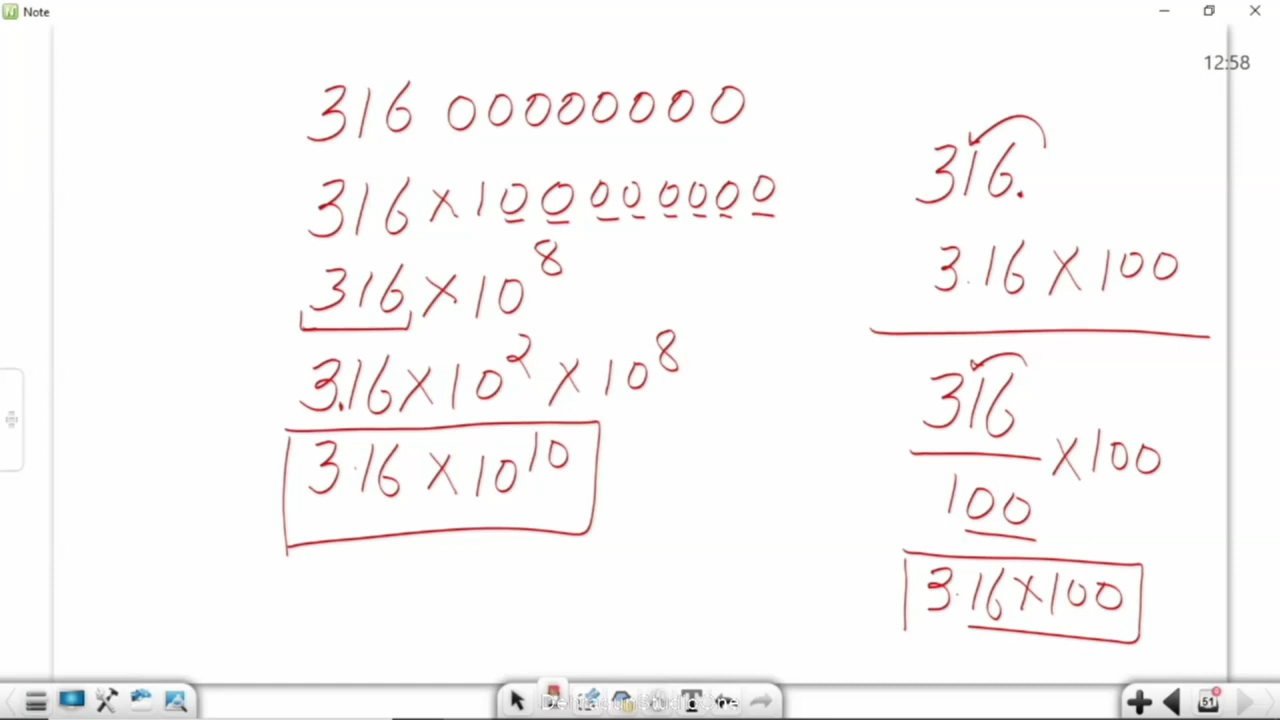 Note
12:58
316 00000000
316 × 100000000
316 × 10⁸
3.16 × 10² × 10⁸
3.16 × 10¹⁰
316.
3.16 × 100
316
100
× 100
3.16 × 100
51